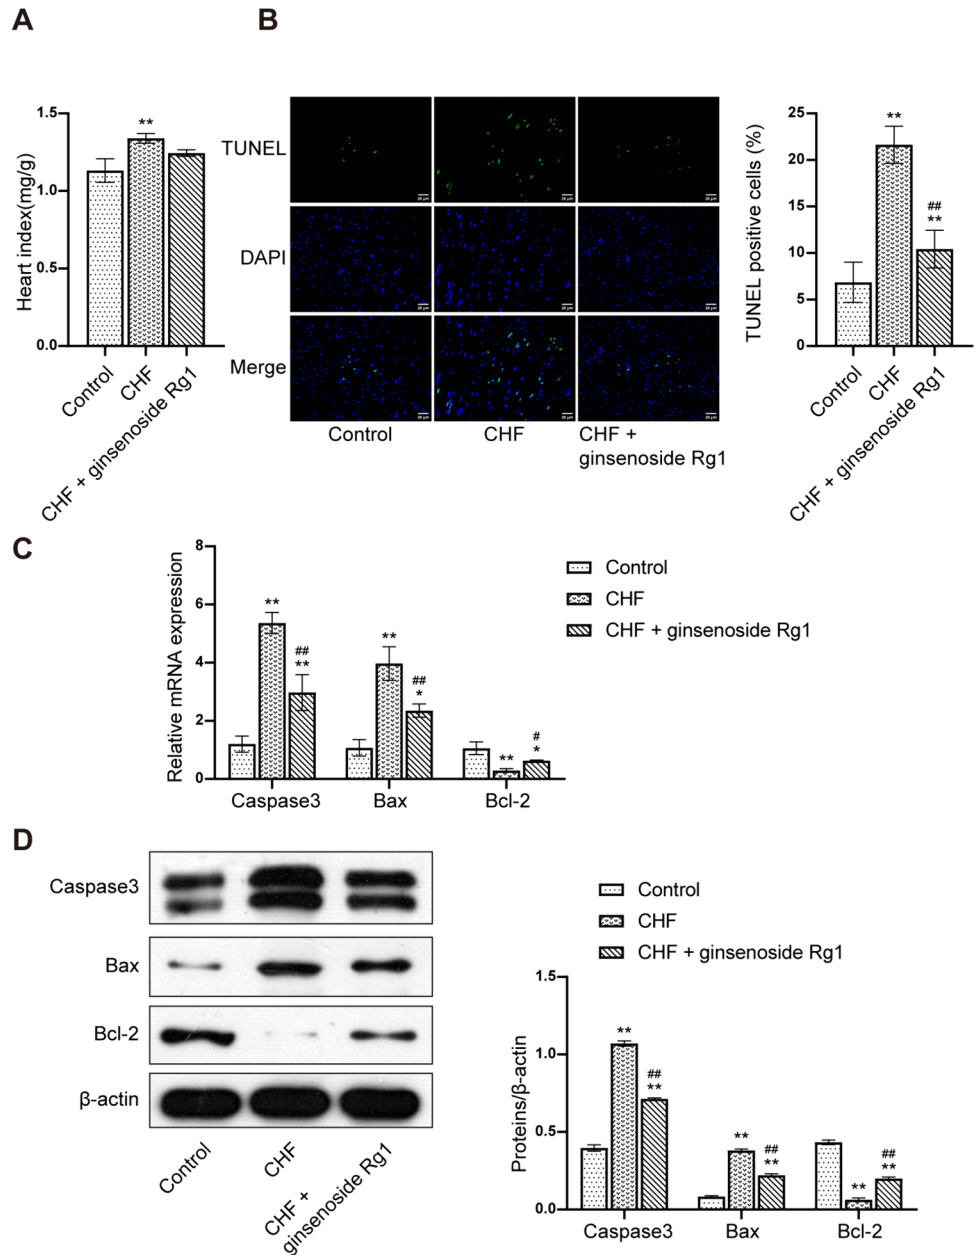 A
B
Heart index(mg/g)
1.5
1.0
0.5
0.0
**
Control
CHF
CHF + ginsenoside Rg1
TUNEL
DAPI
Merge
Control
CHF
CHF +
ginsenoside Rg1
TUNEL positive cells (%)
25
20
15
10
5
0
**
##
**
Control
CHF
CHF + ginsenoside Rg1
C
Relative mRNA expression
8
6
4
2
0
**
##
**
**
##
*
**
#
*
Caspase3
Bax
Bcl-2
Control
CHF
CHF + ginsenoside Rg1
D
Caspase3
Bax
Bcl-2
β-actin
Control
CHF
CHF +
ginsenoside Rg1
Control
CHF
CHF + ginsenoside Rg1
Proteins/β-actin
1.5
1.0
0.5
0.0
**
##
**
**
##
**
**
##
**
Caspase3
Bax
Bcl-2